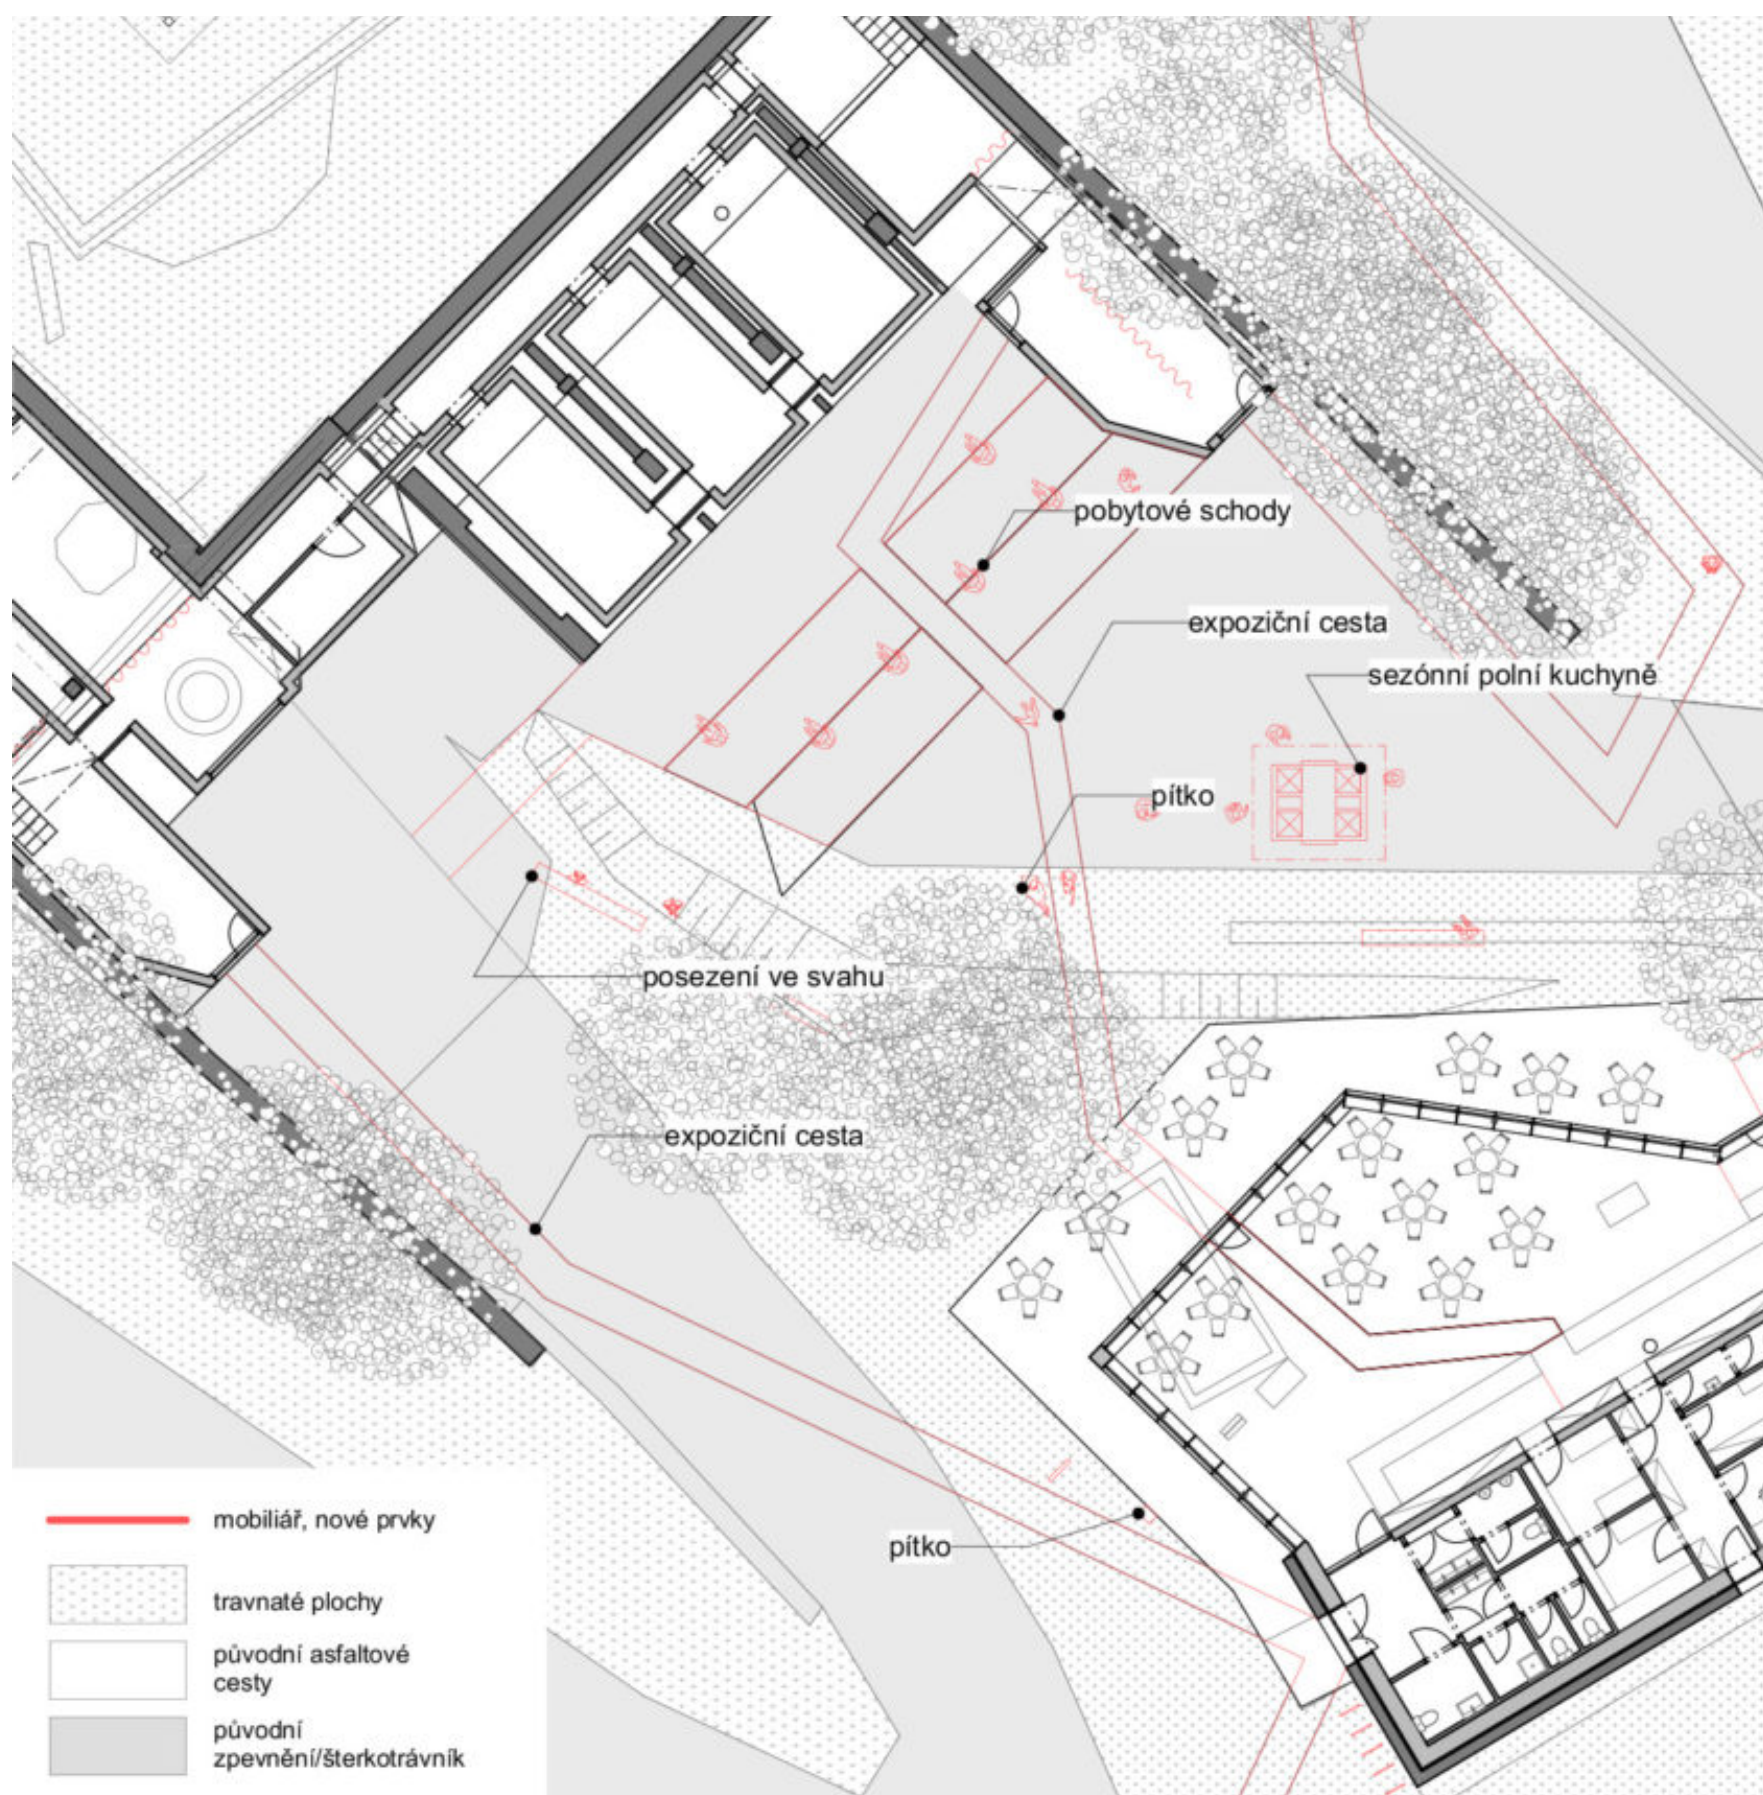 pobytové schody
expoziční cesta
sezónní polní kuchyně
pítko
posezení ve svahu
expoziční cesta
pítko
mobiliář, nové prvky
travnaté plochy
původní asfaltové
cesty
původní
zpevnění/šterkotrávník